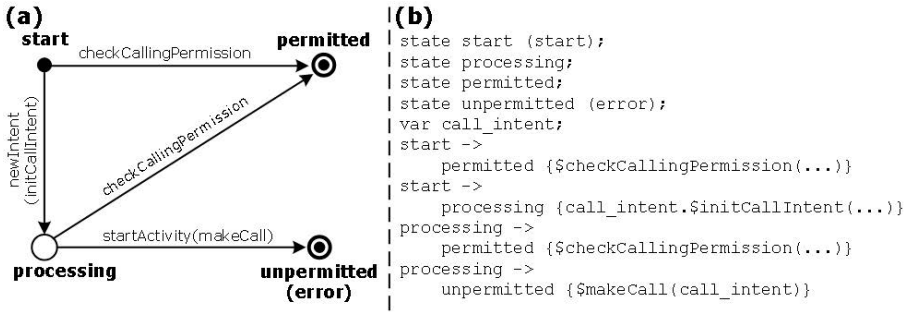 (a)
start
permitted
checkCallingPermission
newIntent
(initCallIntent)
checkCallingPermission
startActivity(makeCall)
processing
unpermitted
(error)
(b)
state start (start);
state processing;
state permitted;
state unpermitted (error);
var call_intent;
start ->
permitted {$checkCallingPermission(...)}
start ->
processing {call_intent.$initCallIntent(...)}
processing ->
permitted {$checkCallingPermission(...)}
processing ->
unpermitted {$makeCall(call_intent)}